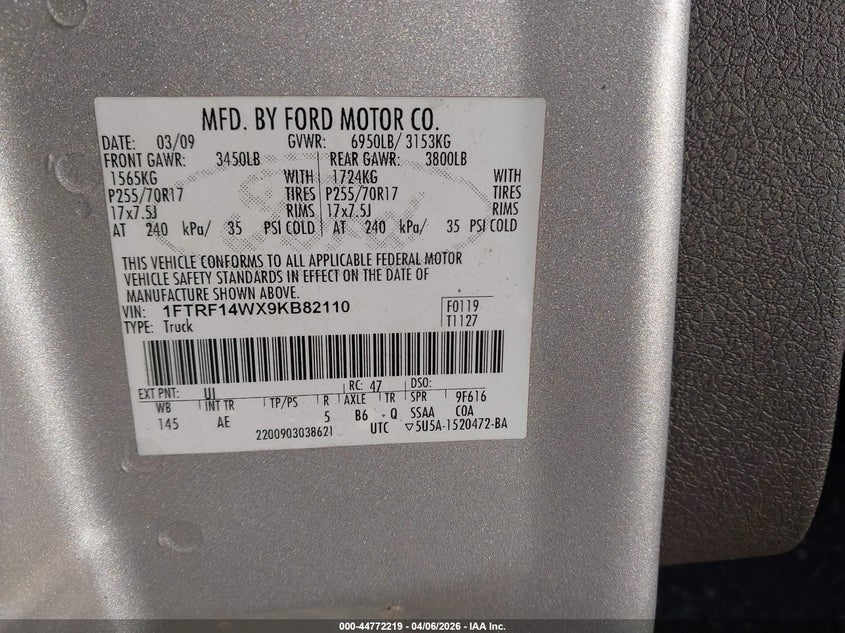 MFD. BY FORD MOTOR CO.
DATE: 03/09 GVWR: 6950LB/ 3153KG
FRONT GAWR: 3450LB REAR GAWR: 3800LB
1565KG WITH 1724KG WITH
P255/70R17 TIRES P255/70R17 TIRES
17x7.5J RIMS 17x7.5J RIMS
AT 240 kPa/ 35 PSI COLD AT 240 kPa/ 35 PSI COLD
THIS VEHICLE CONFORMS TO ALL APPLICABLE FEDERAL MOTOR
VEHICLE SAFETY STANDARDS IN EFFECT ON THE DATE OF
MANUFACTURE SHOWN ABOVE.
VIN: 1FTRF14WX9KB82110 F0119
TYPE: Truck T1127
EXT PNT: UI RC: 47 DSO:
WB INT TR TP/PS R AXLE TR SPR 9F616
145 AE 5 B6 Q SSAA COA
2200903038621 UTC ▽5U5A-1520472-BA
000-44772219 - 04/06/2026 - IAA Inc.